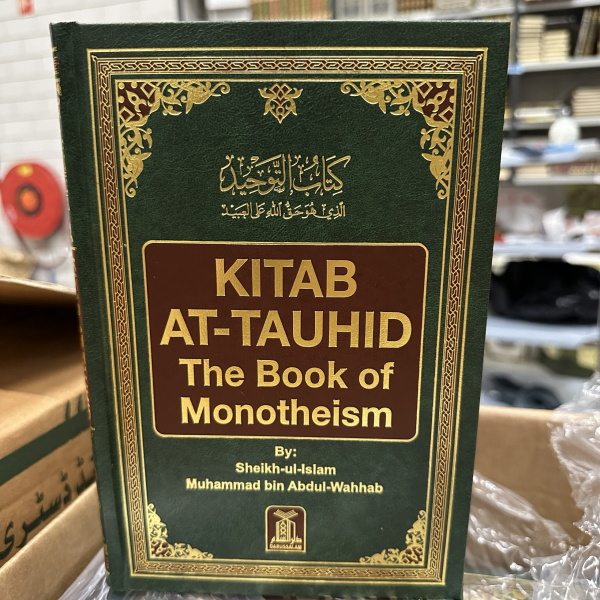 كتاب التوحيد
الذي هو حق الله على العبيد
KITAB
AT-TAUHID
The Book of
Monotheism
By:
Sheikh-ul-Islam
Muhammad bin Abdul-Wahhab
دارالسلام
DARUSSALAM